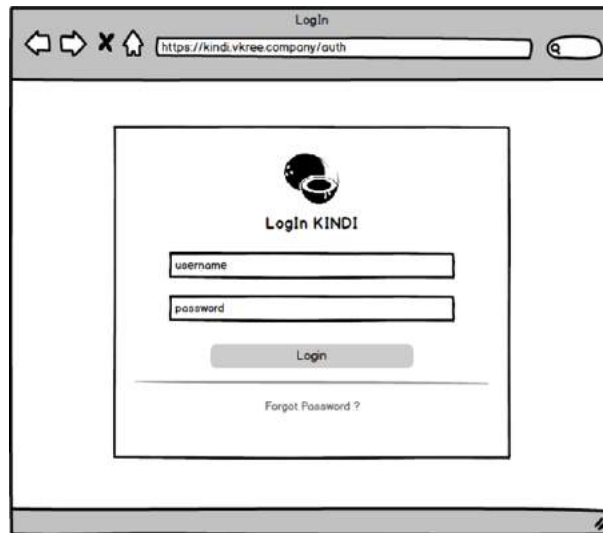 LogIn
https://kindi.vkree.company/auth
LogIn KINDI
username
password
Login
Forgot Password ?